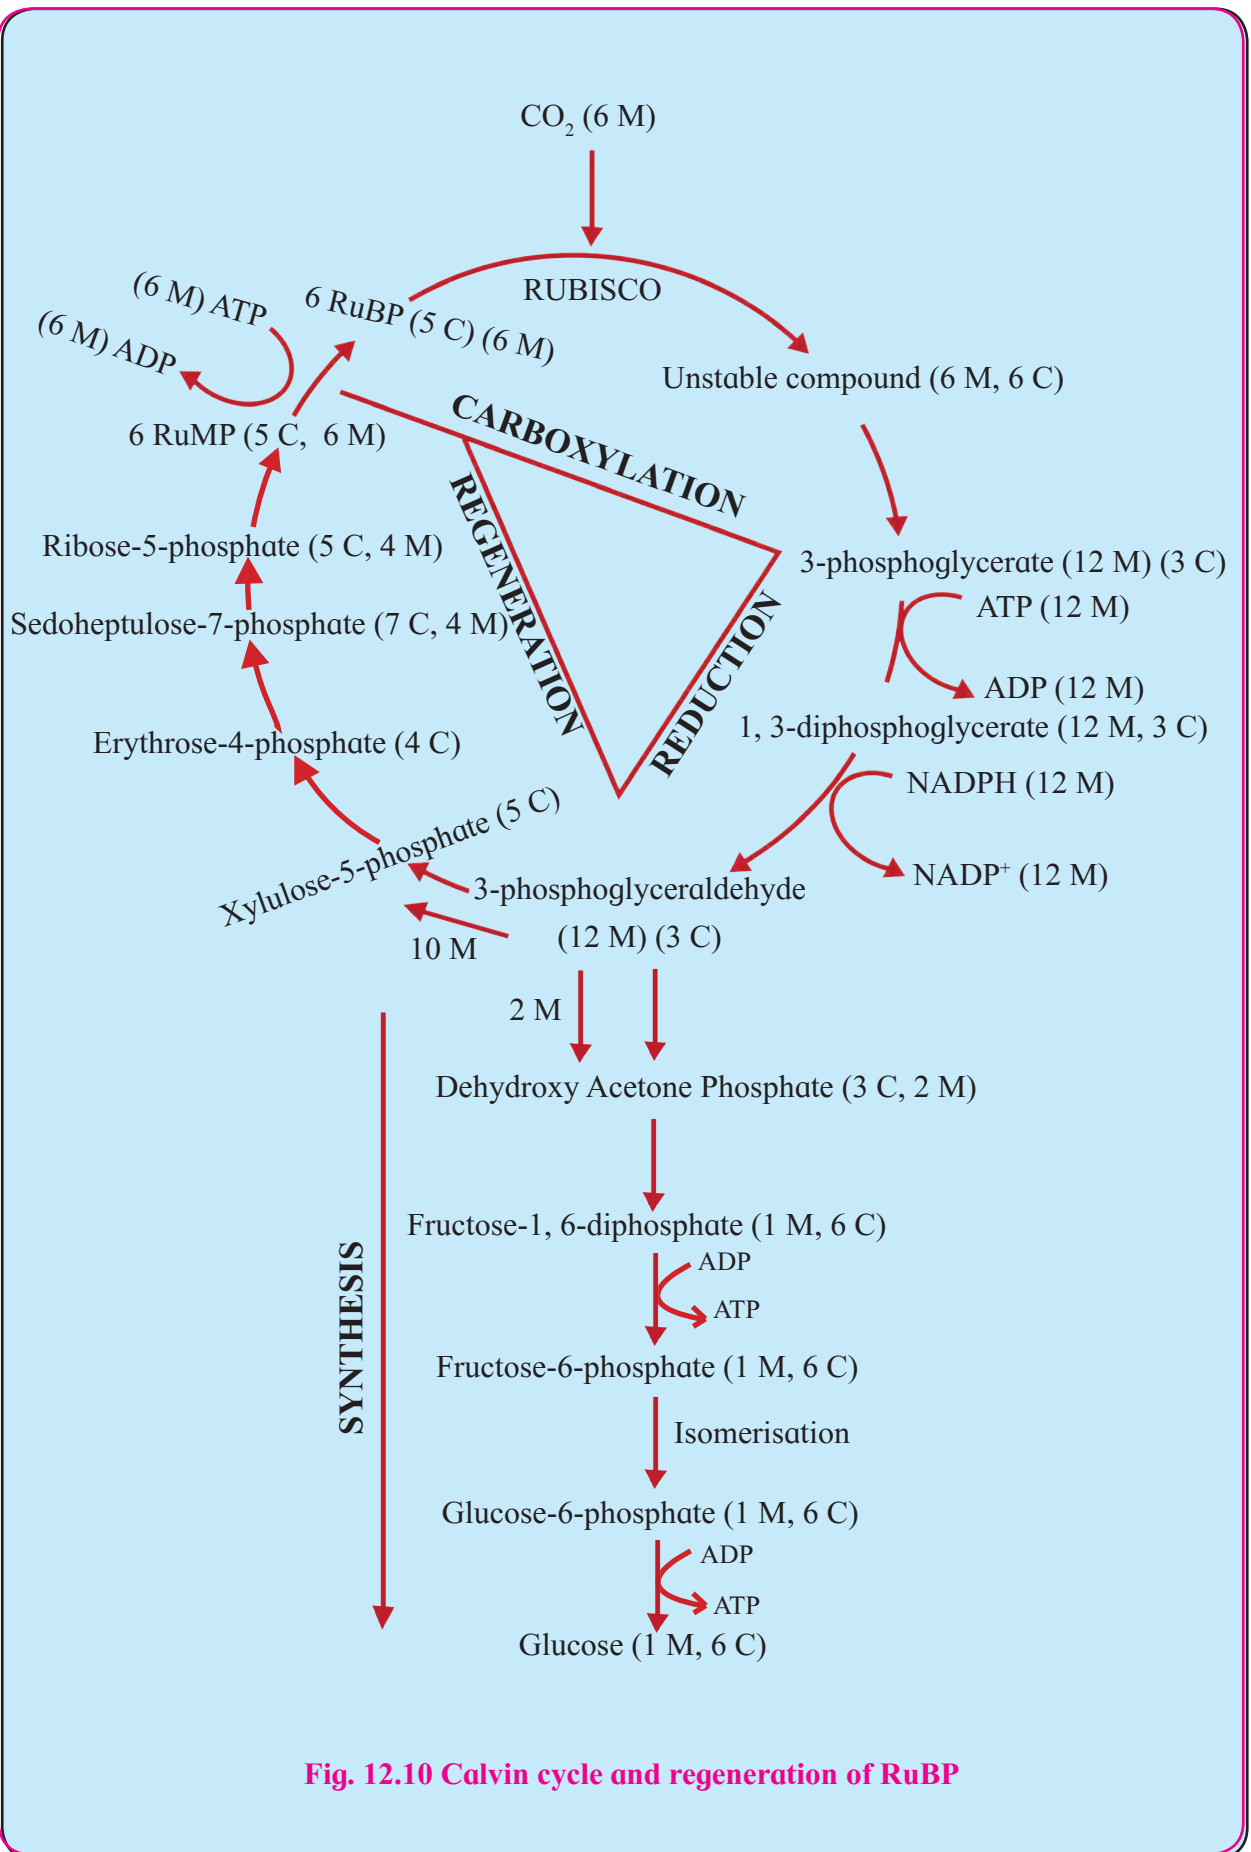 CO2 (6 M)
RUBISCO
(6 M) ATP
(6 M) ADP
6 RuBP (5 C) (6 M)
Unstable compound (6 M, 6 C)
CARBOXYLATION
6 RuMP (5 C, 6 M)
REGENERATION
Ribose-5-phosphate (5 C, 4 M)
3-phosphoglycerate (12 M) (3 C)
ATP (12 M)
Sedoheptulose-7-phosphate (7 C, 4 M)
REDUCTION
ADP (12 M)
1, 3-diphosphoglycerate (12 M, 3 C)
Erythrose-4-phosphate (4 C)
NADPH (12 M)
Xylulose-5-phosphate (5 C)
NADP+ (12 M)
3-phosphoglyceraldehyde
(12 M) (3 C)
10 M
2 M
Dehydroxy Acetone Phosphate (3 C, 2 M)
Fructose-1, 6-diphosphate (1 M, 6 C)
ADP
ATP
SYNTHESIS
Fructose-6-phosphate (1 M, 6 C)
Isomerisation
Glucose-6-phosphate (1 M, 6 C)
ADP
ATP
Glucose (1 M, 6 C)
Fig. 12.10 Calvin cycle and regeneration of RuBP